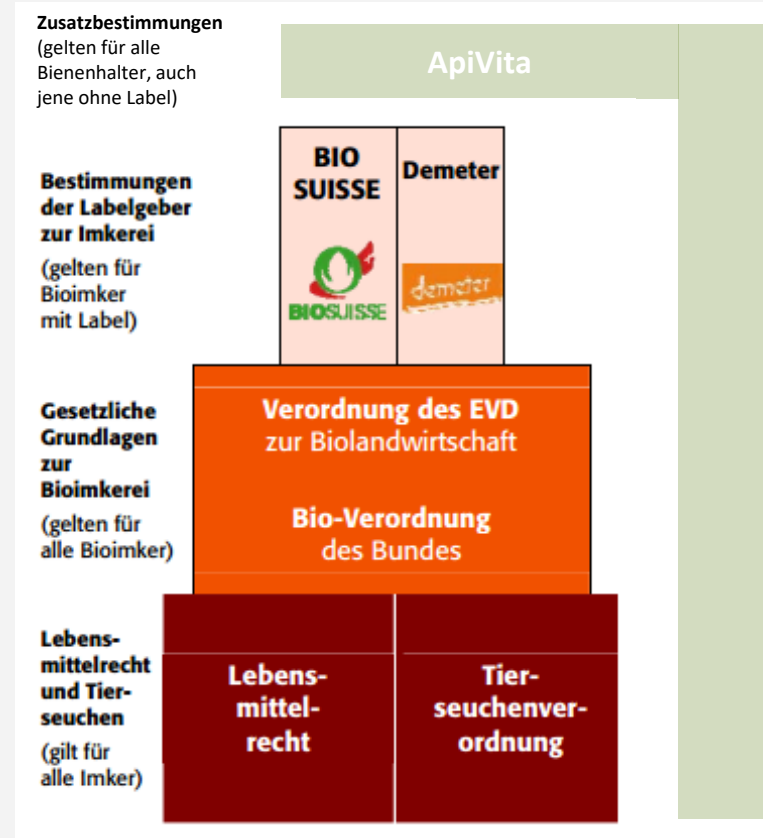 Zusatzbestimmungen
(gelten für alle
Bienenhalter, auch
jene ohne Label)
ApiVita
Bestimmungen
der Labelgeber
zur Imkerei
(gelten für
Bioimker
mit Label)
BIO
SUISSE
BIOSUISSE
Demeter
demeter
Gesetzliche
Grundlagen
zur
Bioimkerei
(gelten für
alle Bioimker)
Verordnung des EVD
zur Biolandwirtschaft
Bio-Verordnung
des Bundes
Lebens-
mittelrecht
und Tier-
seuchen
(gilt für
alle Imker)
Lebens-
mittel-
recht
Tier-
seuchenver-
ordnung